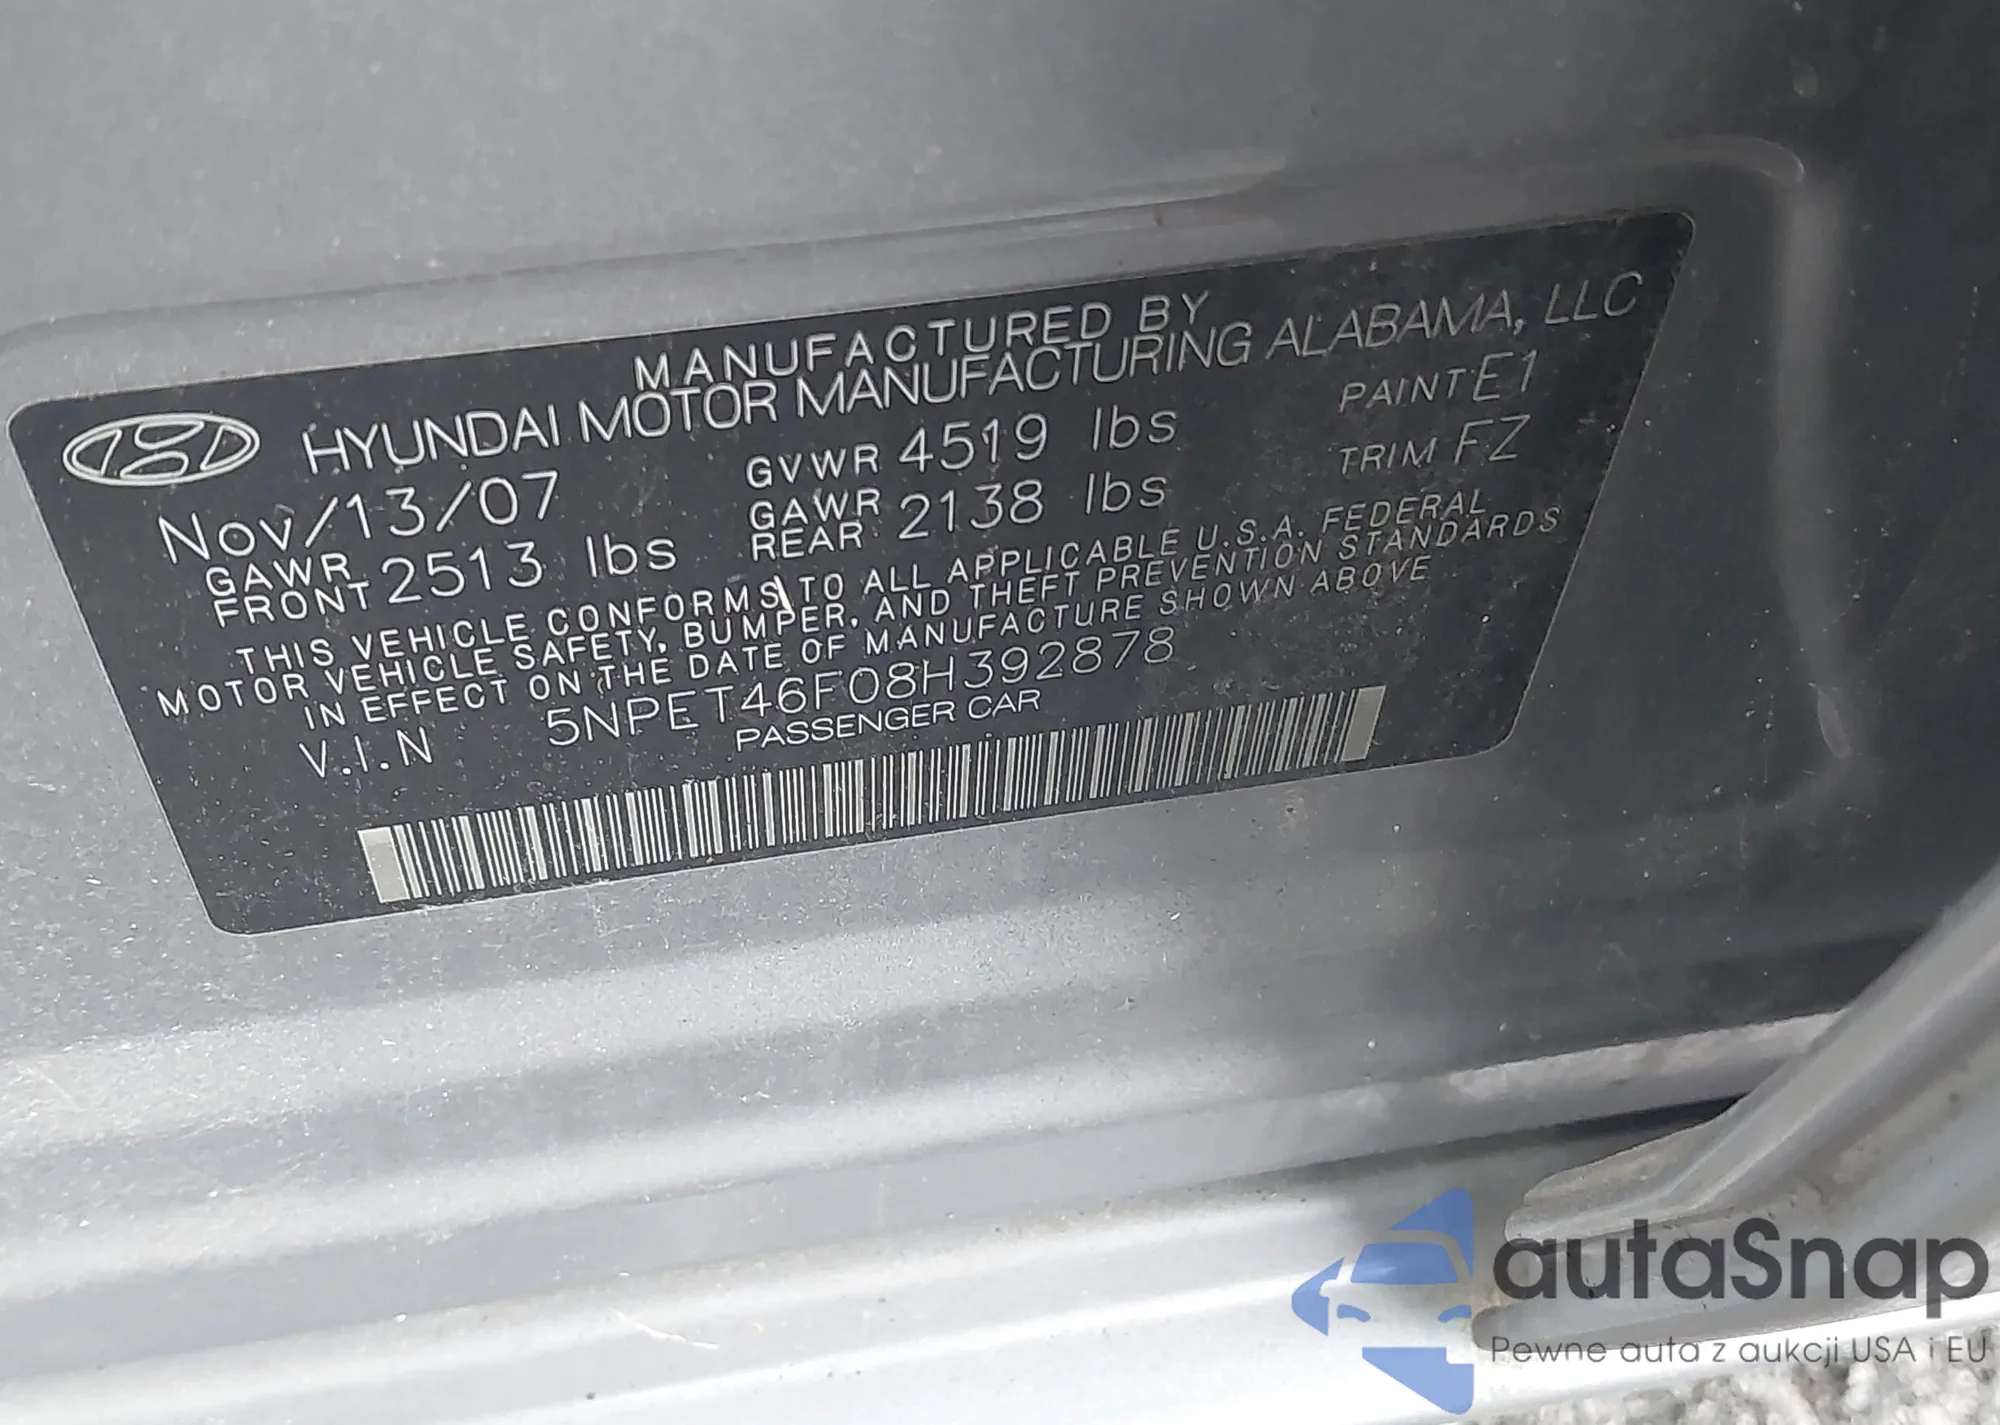 MANUFACTURED BY
HYUNDAI MOTOR MANUFACTURING ALABAMA, LLC
Nov/13/07 GVWR 4519 lbs PAINT E1
GAWR FRONT 2513 lbs GAWR REAR 2138 lbs TRIM FZ
THIS VEHICLE CONFORMS TO ALL APPLICABLE U.S.A. FEDERAL
MOTOR VEHICLE SAFETY, BUMPER, AND THEFT PREVENTION STANDARDS
IN EFFECT ON THE DATE OF MANUFACTURE SHOWN ABOVE
V.I.N 5NPET46F08H392878
PASSENGER CAR
autaSnap
Pewne auta z aukcji USA i EU